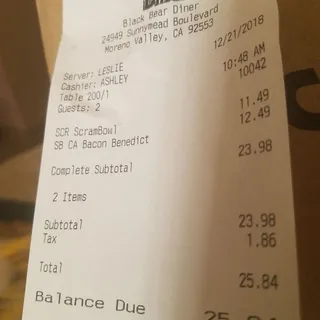 Black Bear Diner
24949 Sunnymead Boulevard
Moreno Valley, CA 92553
12/21/2018
Server: LESLIE 10:48 AM
Cashier: ASHLEY 10042
Table 200/1
Guests: 2
SCR ScramBowl 11.49
SB CA Bacon Benedict 12.49
Complete Subtotal 23.98
2 Items
Subtotal 23.98
Tax 1.86
Total 25.84
Balance Due